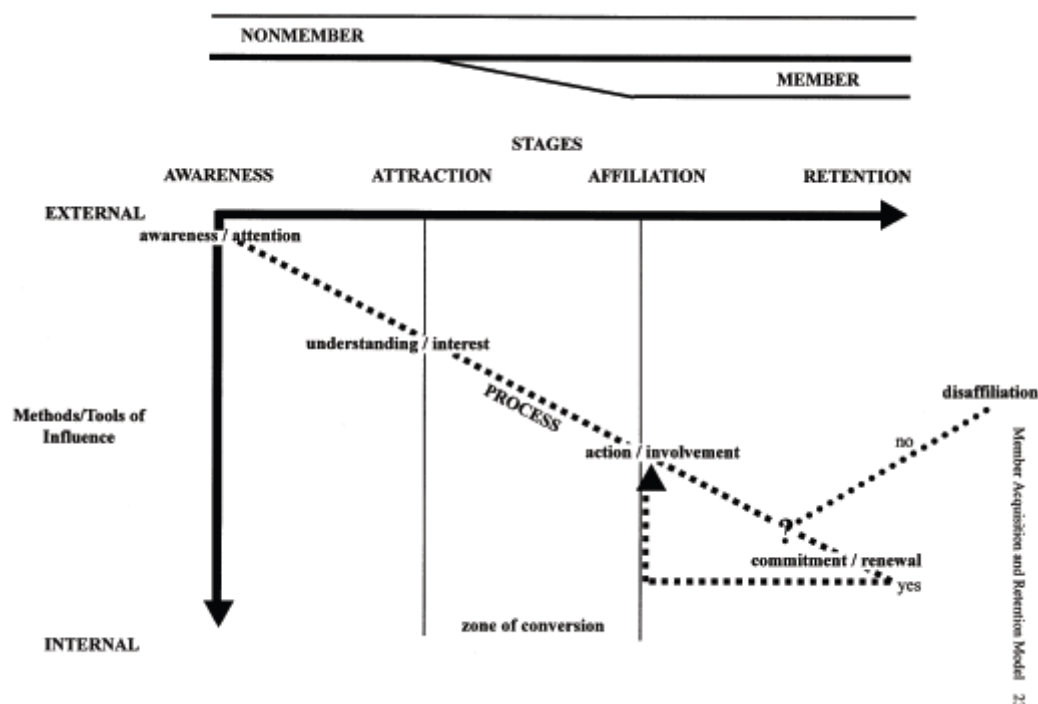 NONMEMBER
MEMBER
STAGES
AWARENESS ATTRACTION AFFILIATION RETENTION
EXTERNAL
awareness / attention
understanding / interest
PROCESS
disaffiliation
Methods/Tools of
Influence
no
action / involvement
?
commitment / renewal
yes
zone of conversion
INTERNAL
Member Acquisition and Retention Model